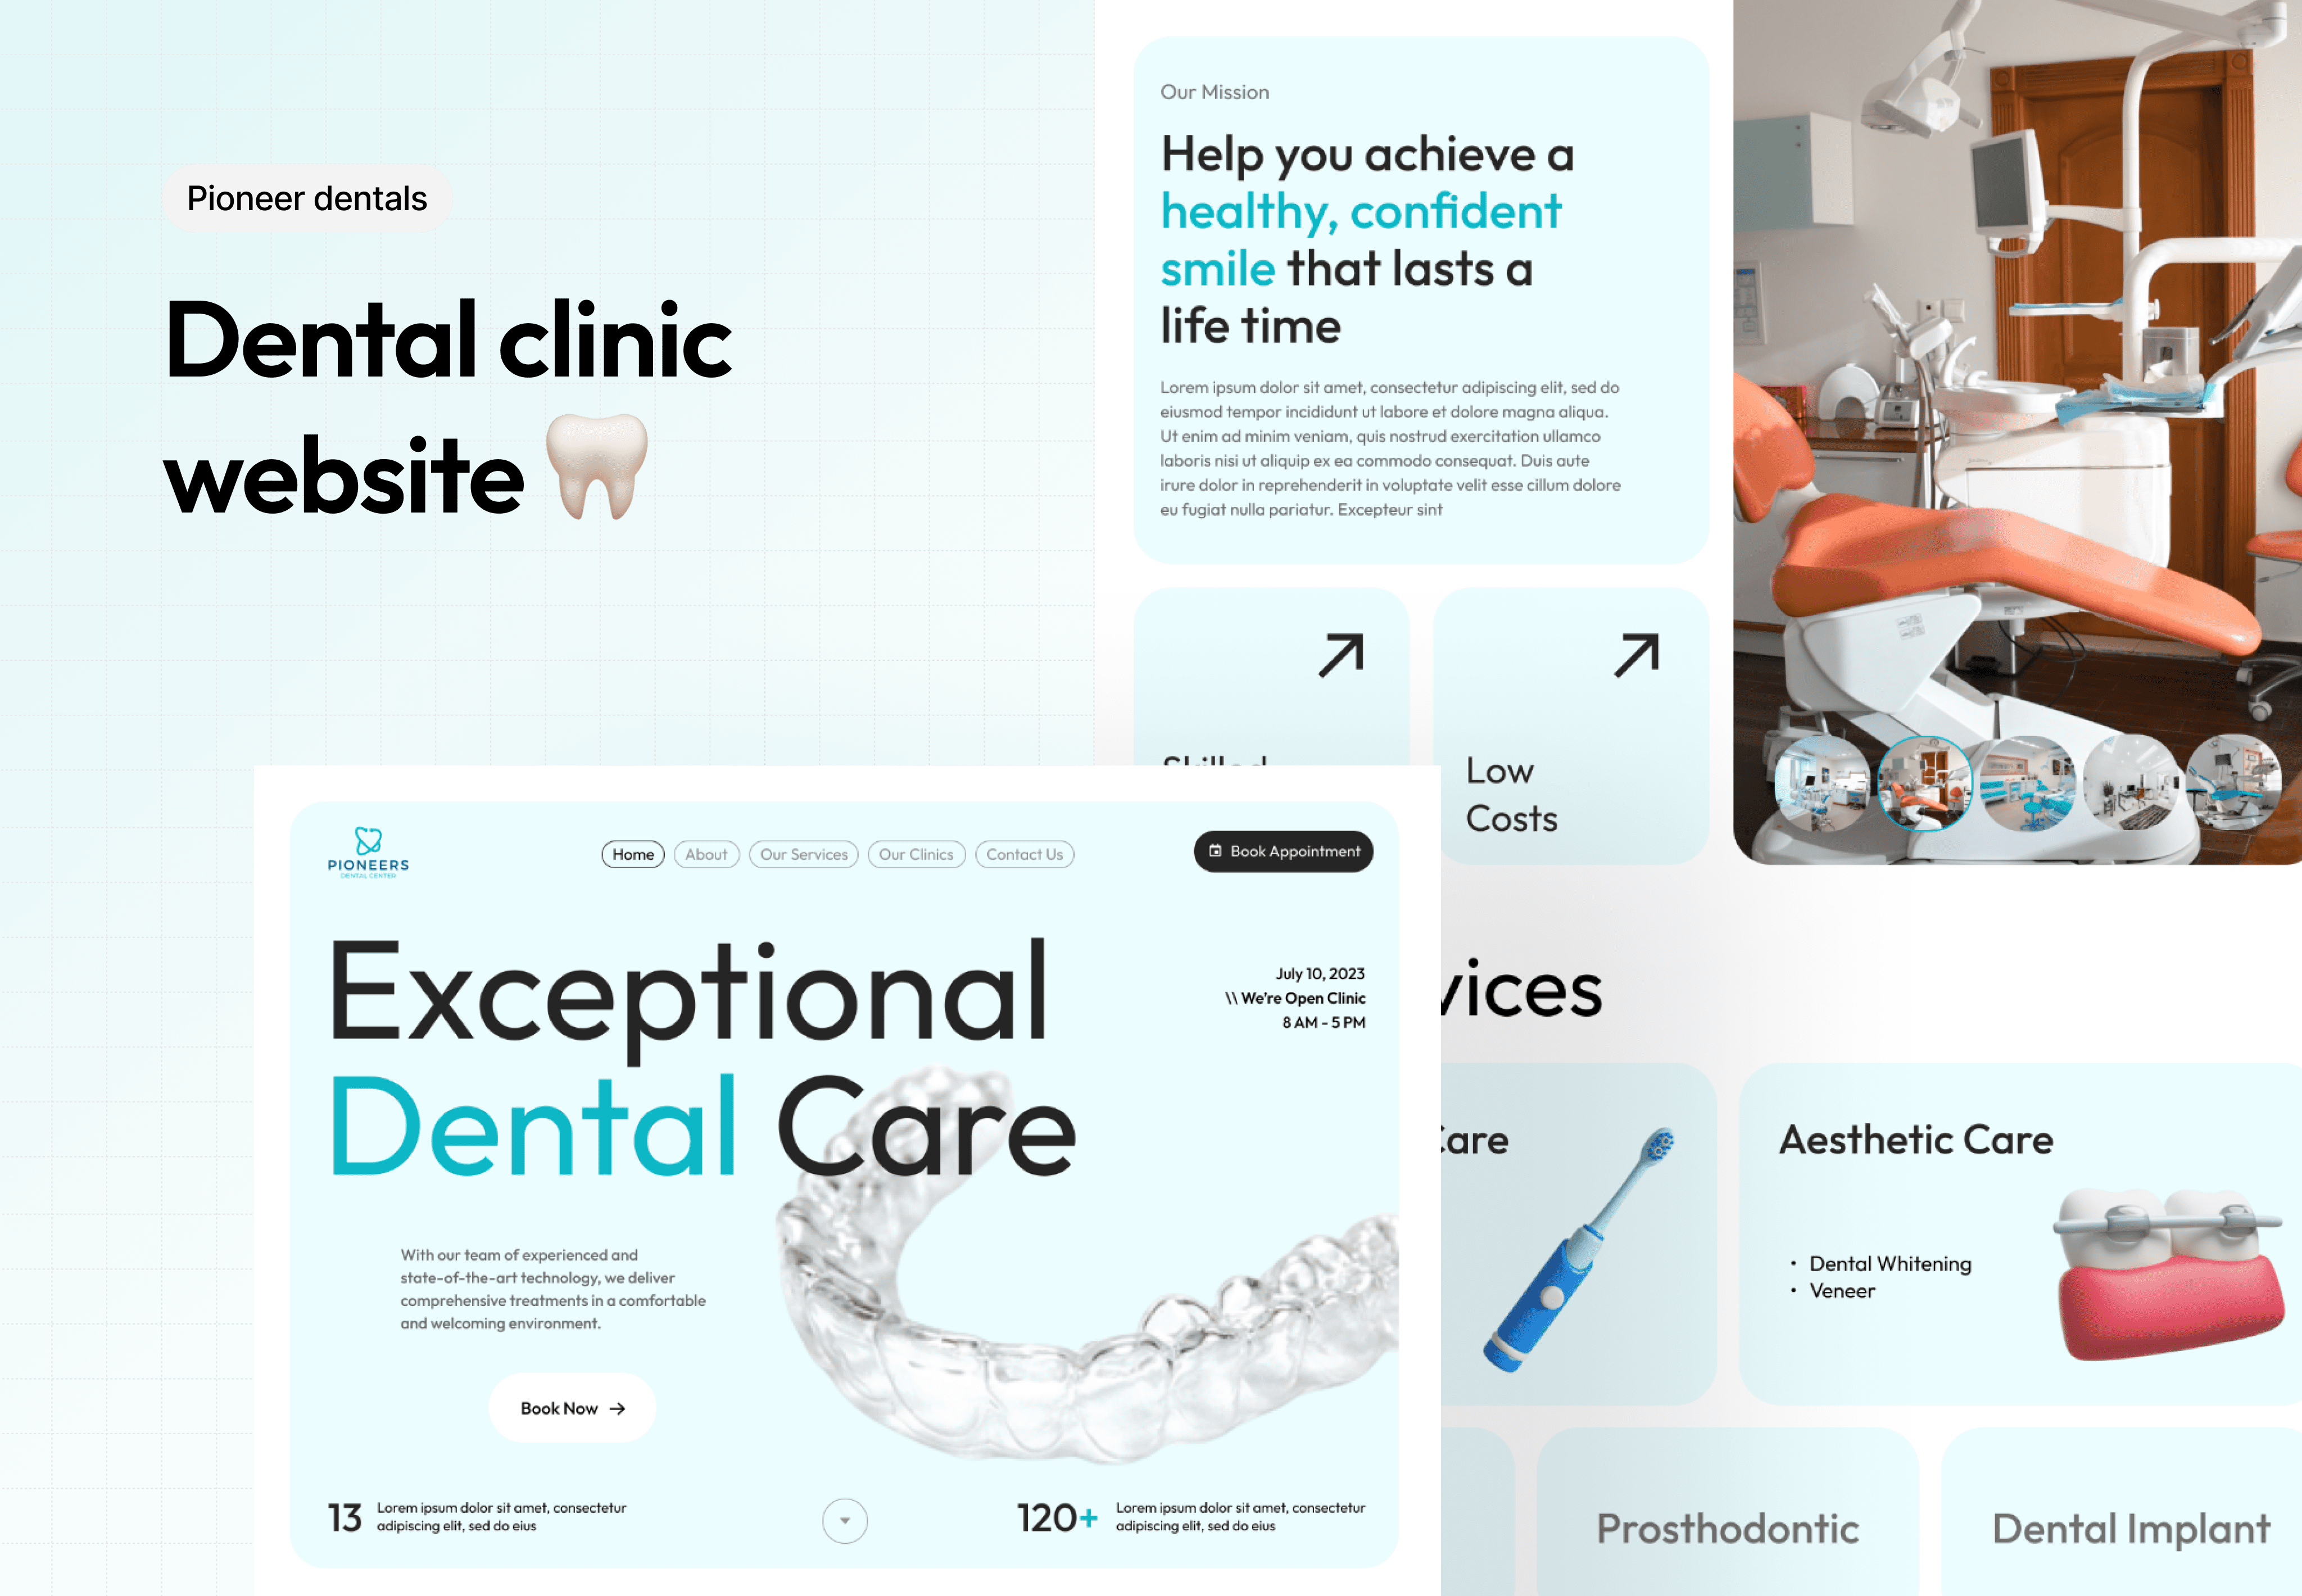 Pioneer dentals
Dental clinic
website
Our Mission
Help you achieve a
healthy, confident
smile that lasts a
life time
Lorem ipsum dolor sit amet, consectetur adipiscing elit, sed do
eiusmod tempor incididunt ut labore et dolore magna aliqua.
Ut enim ad minim veniam, quis nostrud exercitation ullamco
laboris nisi ut aliquip ex ea commodo consequat. Duis aute
irure dolor in reprehenderit in voluptate velit esse cillum dolore
eu fugiat nulla pariatur. Excepteur sint
Skilled
Low
Costs
PIONEERS
DENTAL CENTER
Home
About
Our Services
Our Clinics
Contact Us
Book Appointment
Exceptional
Dental Care
July 10, 2023
\\ We're Open Clinic
8 AM - 5 PM
With our team of experienced and
state-of-the-art technology, we deliver
comprehensive treatments in a comfortable
and welcoming environment.
Book Now
13
Lorem ipsum dolor sit amet, consectetur
adipiscing elit, sed do eius
120+
Lorem ipsum dolor sit amet, consectetur
adipiscing elit, sed do eius
vices
Care
Aesthetic Care
• Dental Whitening
• Veneer
Prosthodontic
Dental Implant